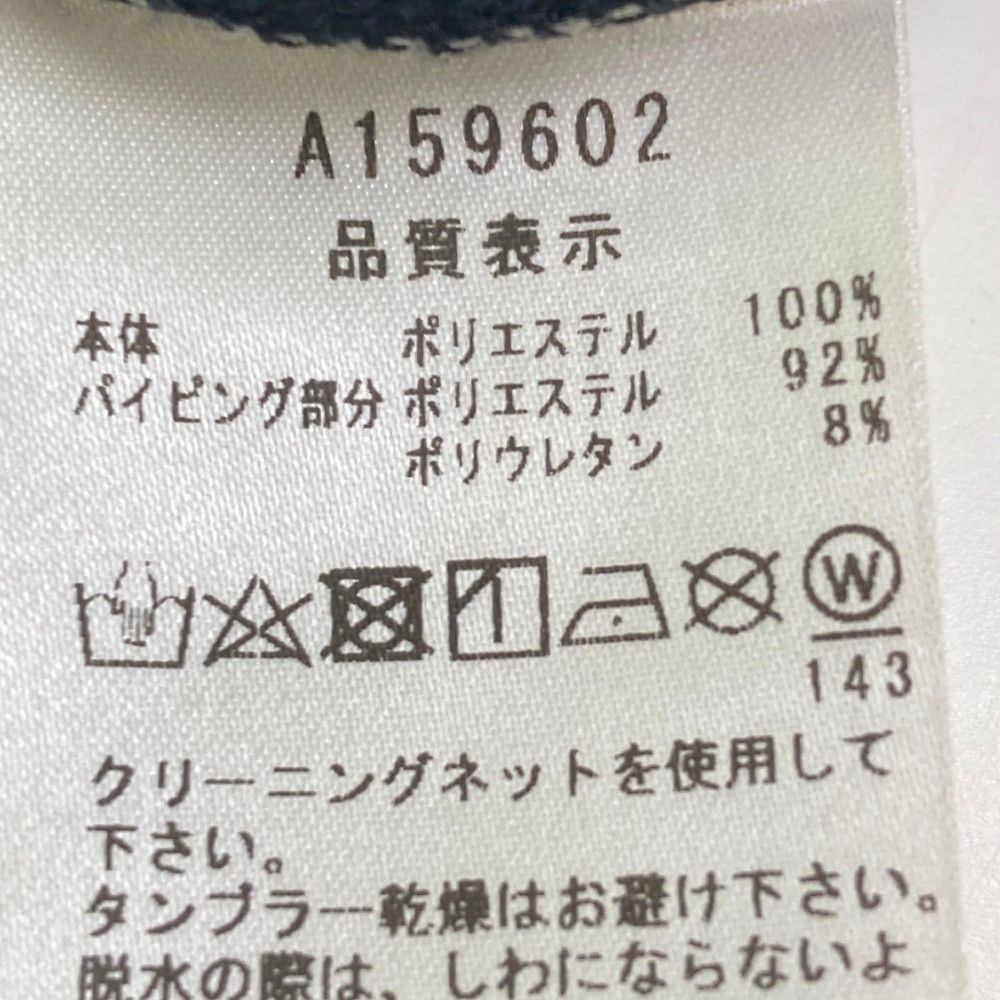 A159602
品質表示
本体 ポリエステル 100%
パイピング部分 ポリエステル 92%
ポリウレタン 8%
W
143
クリーニングネットを使用して
下さい。
タンブラー乾燥はお避け下さい。
脱水の際は、しわにならないよ